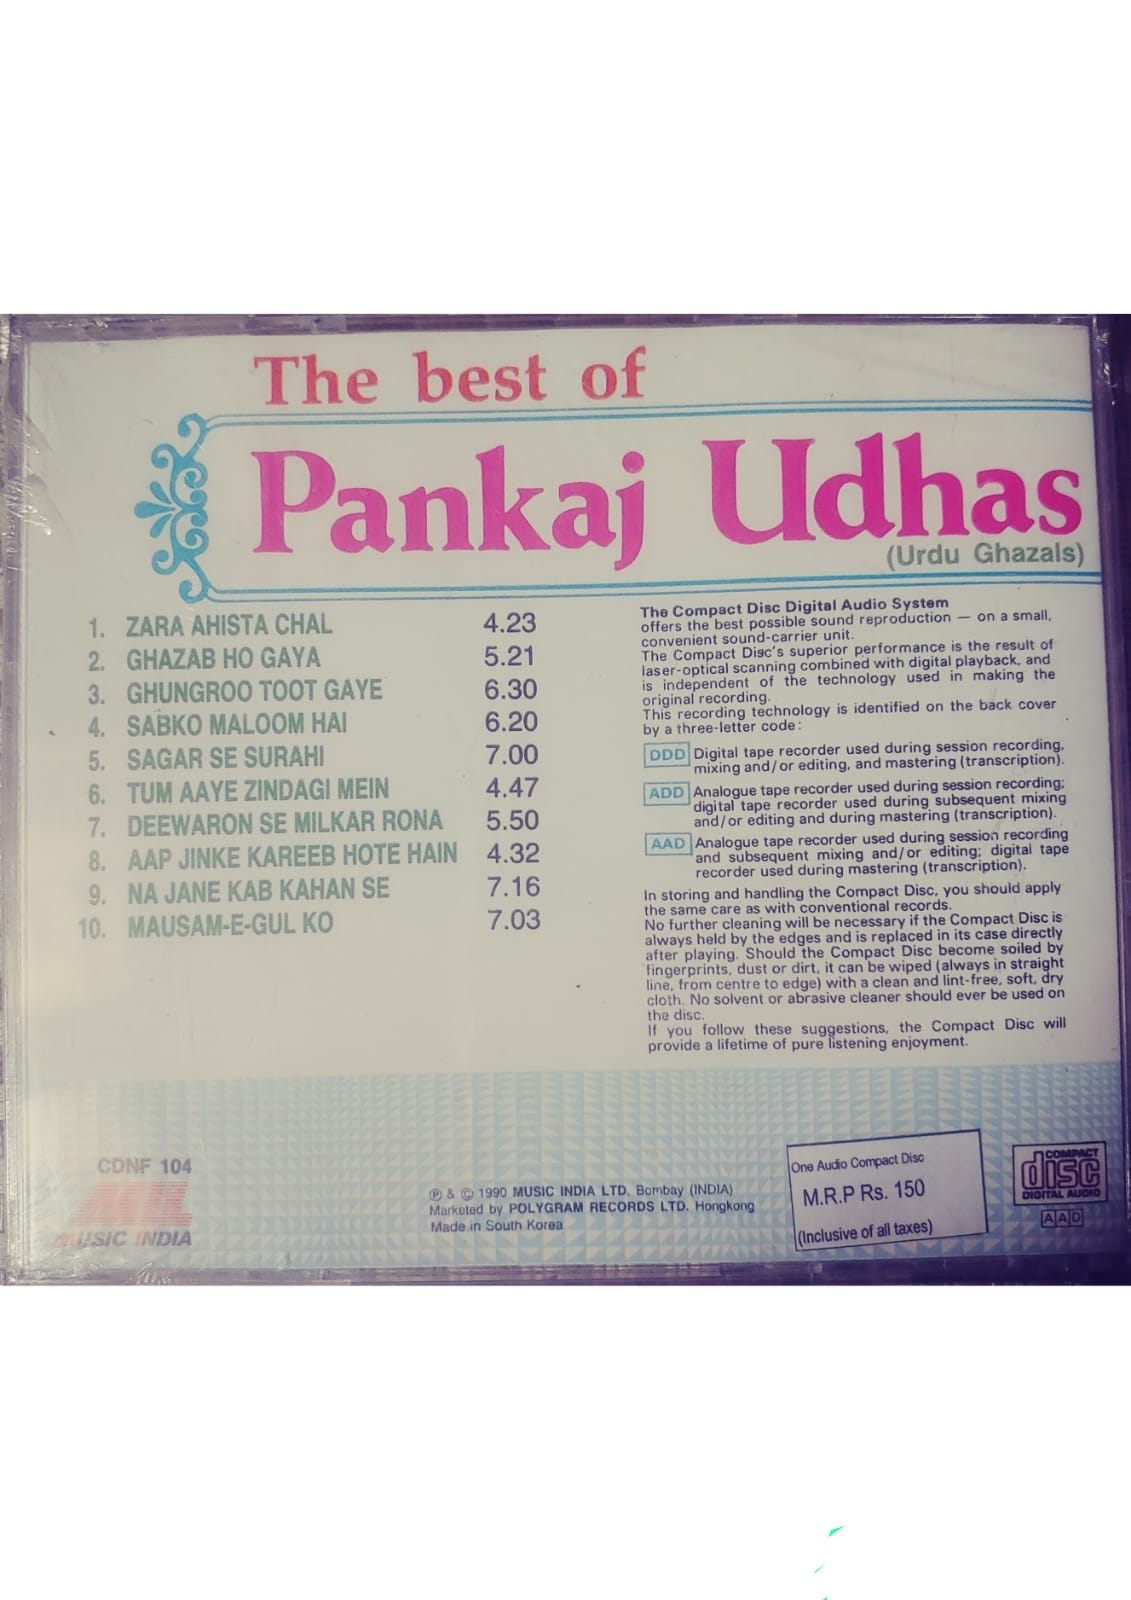 The best of
Pankaj Udhas
(Urdu Ghazals)
1. ZARA AHISTA CHAL 4.23
2. GHAZAB HO GAYA 5.21
3. GHUNGROO TOOT GAYE 6.30
4. SABKO MALOOM HAI 6.20
5. SAGAR SE SURAHI 7.00
6. TUM AAYE ZINDAGI MEIN 4.47
7. DEEWARON SE MILKAR RONA 5.50
8. AAP JINKE KAREEB HOTE HAIN 4.32
9. NA JANE KAB KAHAN SE 7.16
10. MAUSAM-E-GUL KO 7.03
The Compact Disc Digital Audio System
offers the best possible sound reproduction — on a small,
convenient sound-carrier unit.
The Compact Disc's superior performance is the result of
laser-optical scanning combined with digital playback, and
is independent of the technology used in making the
original recording.
This recording technology is identified on the back cover
by a three-letter code:
DDD Digital tape recorder used during session recording,
mixing and/or editing, and mastering (transcription).
ADD Analogue tape recorder used during session recording;
digital tape recorder used during subsequent mixing
and/or editing and during mastering (transcription).
AAD Analogue tape recorder used during session recording
and subsequent mixing and/or editing; digital tape
recorder used during mastering (transcription).
In storing and handling the Compact Disc, you should apply
the same care as with conventional records.
No further cleaning will be necessary if the Compact Disc is
always held by the edges and is replaced in its case directly
after playing. Should the Compact Disc become soiled by
fingerprints, dust or dirt, it can be wiped (always in straight
line, from centre to edge) with a clean and lint-free, soft, dry
cloth. No solvent or abrasive cleaner should ever be used on
the disc.
If you follow these suggestions, the Compact Disc will
provide a lifetime of pure listening enjoyment.
CDNF 104
MUSIC INDIA
℗ & © 1990 MUSIC INDIA LTD. Bombay (INDIA)
Marketed by POLYGRAM RECORDS LTD. Hongkong
Made in South Korea
One Audio Compact Disc
M.R.P Rs. 150
(Inclusive of all taxes)
COMPACT
disc
DIGITAL AUDIO
AAD